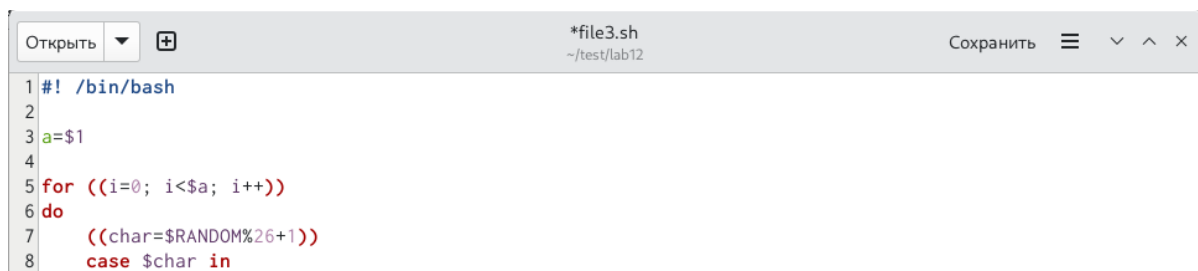 Открыть
*file3.sh
~/test/lab12
Сохранить
1 #! /bin/bash
2
3 a=$1
4
5 for ((i=0; i<$a; i++))
6 do
7     ((char=$RANDOM%26+1))
8     case $char in